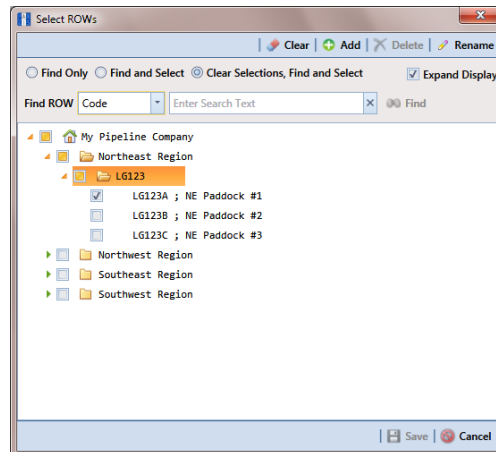 Select ROWs
Clear Add Delete Rename
Find Only Find and Select Clear Selections, Find and Select Expand Display
Find ROW Code Enter Search Text Find
My Pipeline Company
Northeast Region
LG123
LG123A ; NE Paddock #1
LG123B ; NE Paddock #2
LG123C ; NE Paddock #3
Northwest Region
Southeast Region
Southwest Region
Save Cancel